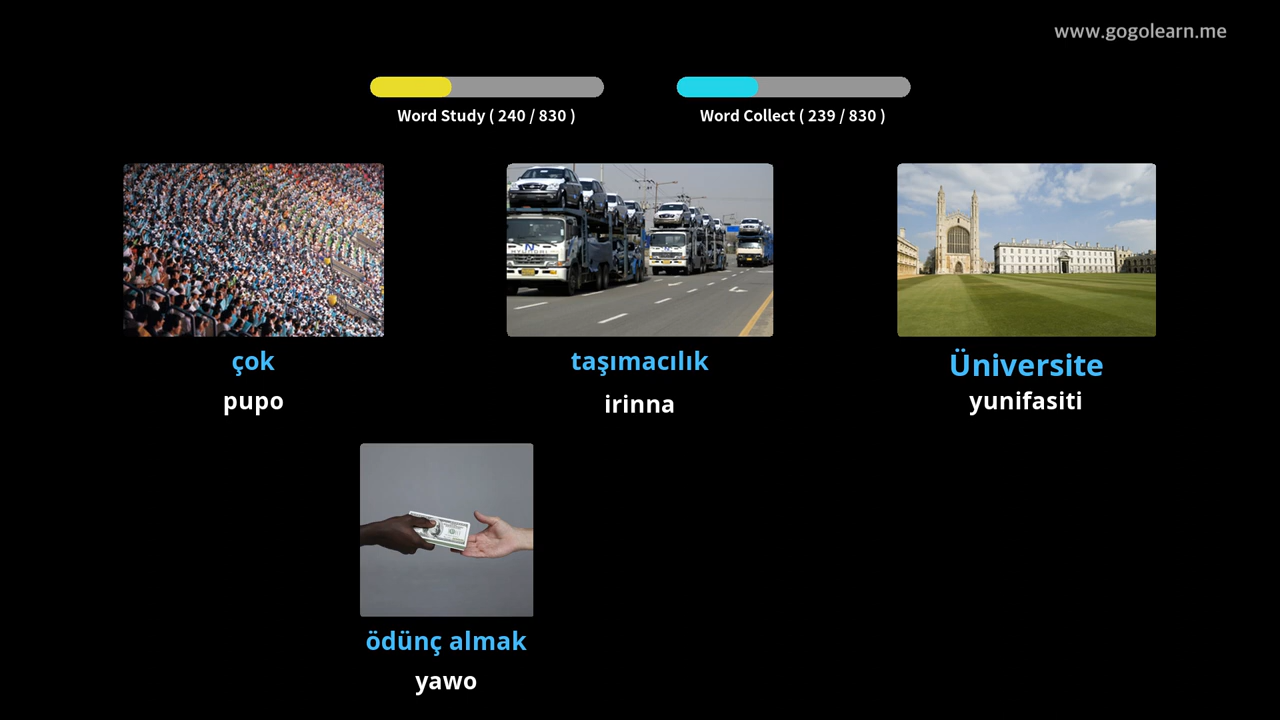 www.gogolearn.me
Word Study ( 240 / 830 )
Word Collect ( 239 / 830 )
çok
pupo
taşımacılık
irinna
Üniversite
yunifasiti
ödünç almak
yawo